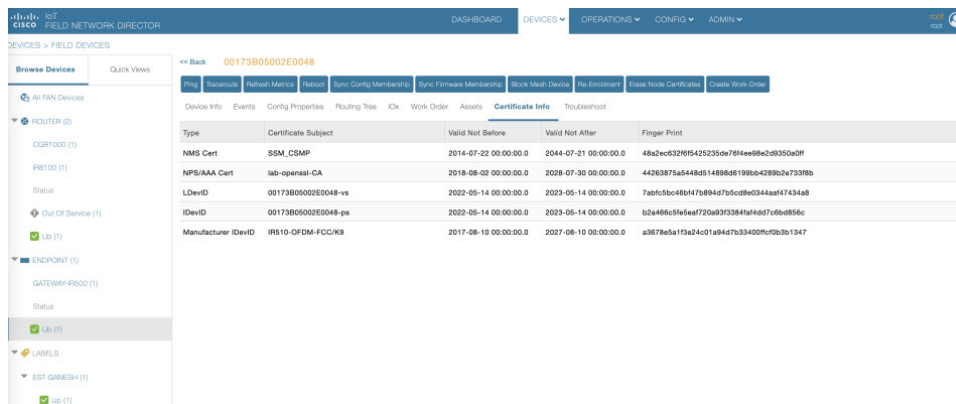 cisco IoT
FIELD NETWORK DIRECTOR
DASHBOARD DEVICES OPERATIONS CONFIG ADMIN
root
root
DEVICES > FIELD DEVICES
Browse Devices Quick Views
<< Back 00173B05002E0048
Ping Traceroute Refresh Metrics Reboot Sync Config Membership Sync Firmware Membership Block Mesh Device Re-Enrolment Erase Node Certificates Create Work Order
Device Info Events Config Properties Routing Tree IOx Work Order Assets Certificate Info Troubleshoot
All FAN Devices
ROUTER (2)
CGR1000 (1)
IR8100 (1)
Status
Out Of Service (1)
Up (1)
ENDPOINT (1)
GATEWAY-IR500 (1)
Status
Up (1)
LABELS
EST-GANESH (1)
Up (1)
Type Certificate Subject Valid Not Before Valid Not After Finger Print
NMS Cert SSM_CSMP 2014-07-22 00:00:00.0 2044-07-21 00:00:00.0 48a2ec632f6f5425235de76f4ee98e2d9350a0ff
NPS/AAA Cert lab-openssl-CA 2018-08-02 00:00:00.0 2028-07-30 00:00:00.0 44263875a5448d514898d6199bb4289b2e733f8b
LDevID 00173B05002E0048-vs 2022-05-14 00:00:00.0 2023-05-14 00:00:00.0 7abfc5bc46bf47b894d7b5cd8e0344aaf47434a8
IDevID 00173B05002E0048-ps 2022-05-14 00:00:00.0 2023-05-14 00:00:00.0 b2a466c5fe5eaf720a93f3384faf4dd7c6bd856c
Manufacturer IDevID IR510-OFDM-FCC/K9 2017-08-10 00:00:00.0 2027-08-10 00:00:00.0 a3678e5a1f3e24c01a94d7b33400ffcf0b3b1347